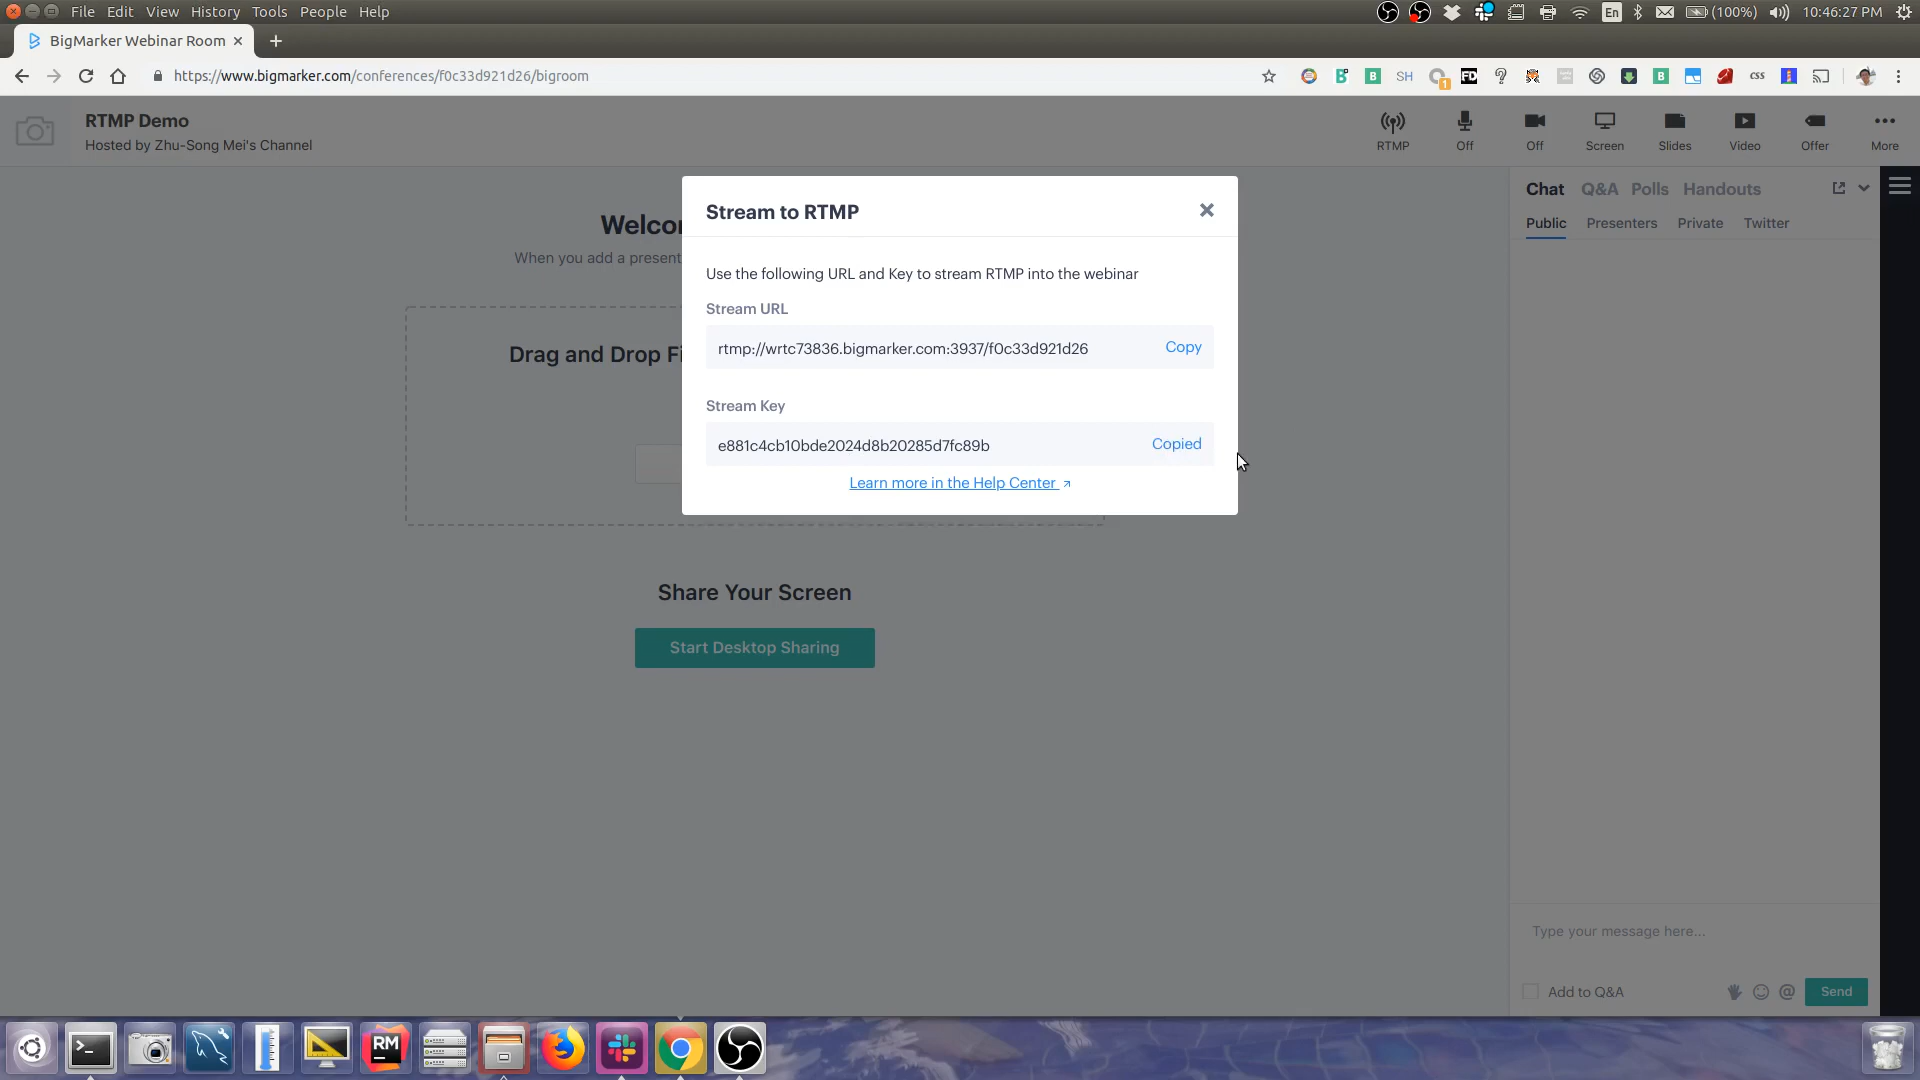 File Edit View History Tools People Help
En (100%) 10:46:27 PM
BigMarker Webinar Room
https://www.bigmarker.com/conferences/f0c33d921d26/bigroom
SH 1 FD ? B B CSS
RTMP Demo
Hosted by Zhu-Song Mei's Channel
RTMP Off Off Screen Slides Video Offer More
Stream to RTMP
Use the following URL and Key to stream RTMP into the webinar
Stream URL
rtmp://wrtc73836.bigmarker.com:3937/f0c33d921d26 Copy
Stream Key
e881c4cb10bde2024d8b20285d7fc89b Copied
Learn more in the Help Center
When you add a present
Drag and Drop
Share Your Screen
Start Desktop Sharing
Chat Q&A Polls Handouts
Public Presenters Private Twitter
Type your message here...
Add to Q&A @ Send
RM